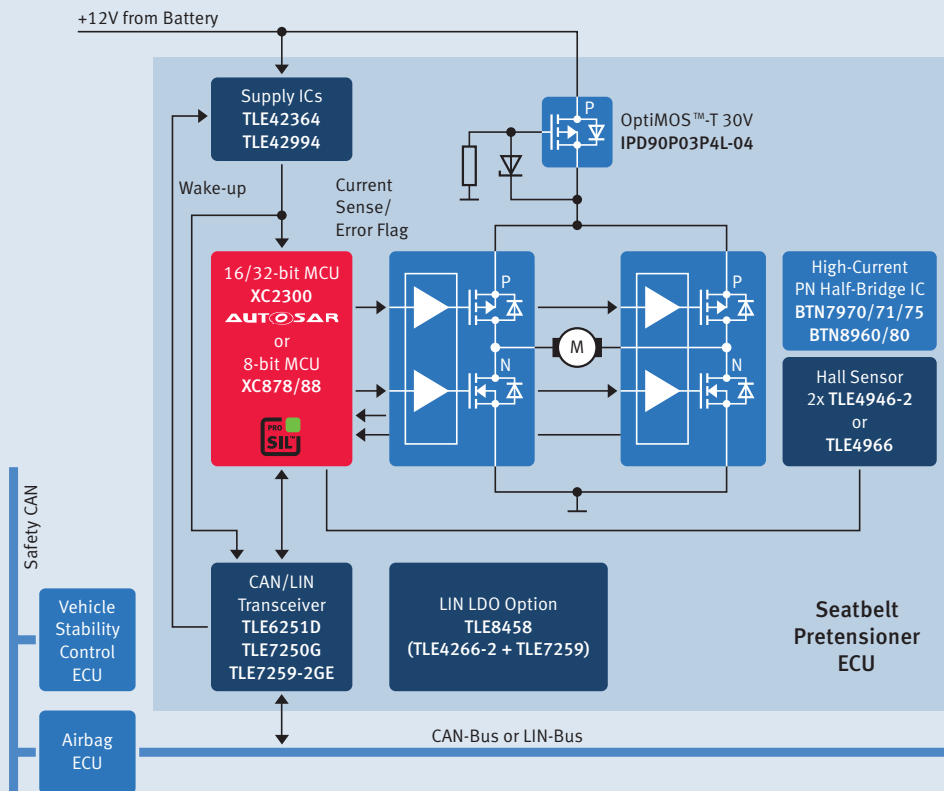 +12V from Battery
Supply ICs
TLE42364
TLE42994
P
OptiMOS™-T 30V
IPD90P03P4L-04
Wake-up
Current
Sense/
Error Flag
16/32-bit MCU
XC2300
AUTOSAR
or
8-bit MCU
XC878/88
PRO
SIL™
P
N
M
P
N
High-Current
PN Half-Bridge IC
BTN7970/71/75
BTN8960/80
Hall Sensor
2x TLE4946-2
or
TLE4966
Safety CAN
Vehicle
Stability
Control
ECU
CAN/LIN
Transceiver
TLE6251D
TLE7250G
TLE7259-2GE
LIN LDO Option
TLE8458
(TLE4266-2 + TLE7259)
Seatbelt
Pretensioner
ECU
Airbag
ECU
CAN-Bus or LIN-Bus